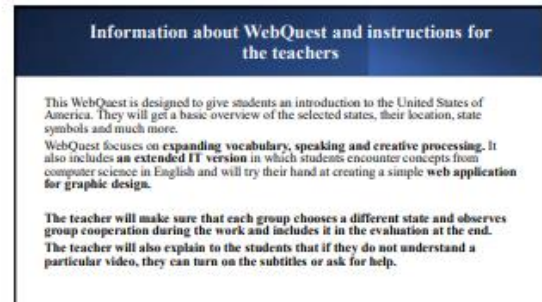 Information about WebQuest and instructions for
the teachers
This WebQuest is designed to give students an introduction to the United States of
America. They will get a basic overview of the selected states, their location, state
symbols and much more.
WebQuest focuses on expanding vocabulary, speaking and creative processing. It
also includes an extended IT version in which students encounter concepts from
computer science in English and will try their hand at creating a simple web application
for graphic design.
The teacher will make sure that each group chooses a different state and observes
group cooperation during the work and includes it in the evaluation at the end.
The teacher will also explain to the students that if they do not understand a
particular video, they can turn on the subtitles or ask for help.